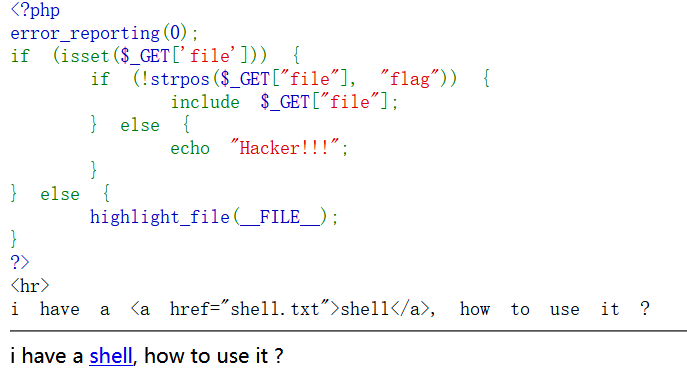 <?php
error_reporting(0);
if (isset($_GET['file'])) {
if (!strpos($_GET["file"], "flag")) {
include $_GET["file"];
} else {
echo "Hacker!!!";
}
} else {
highlight_file(__FILE__);
}
?>
<hr>
i have a <a href="shell.txt">shell</a>, how to use it ?
i have a shell, how to use it ?